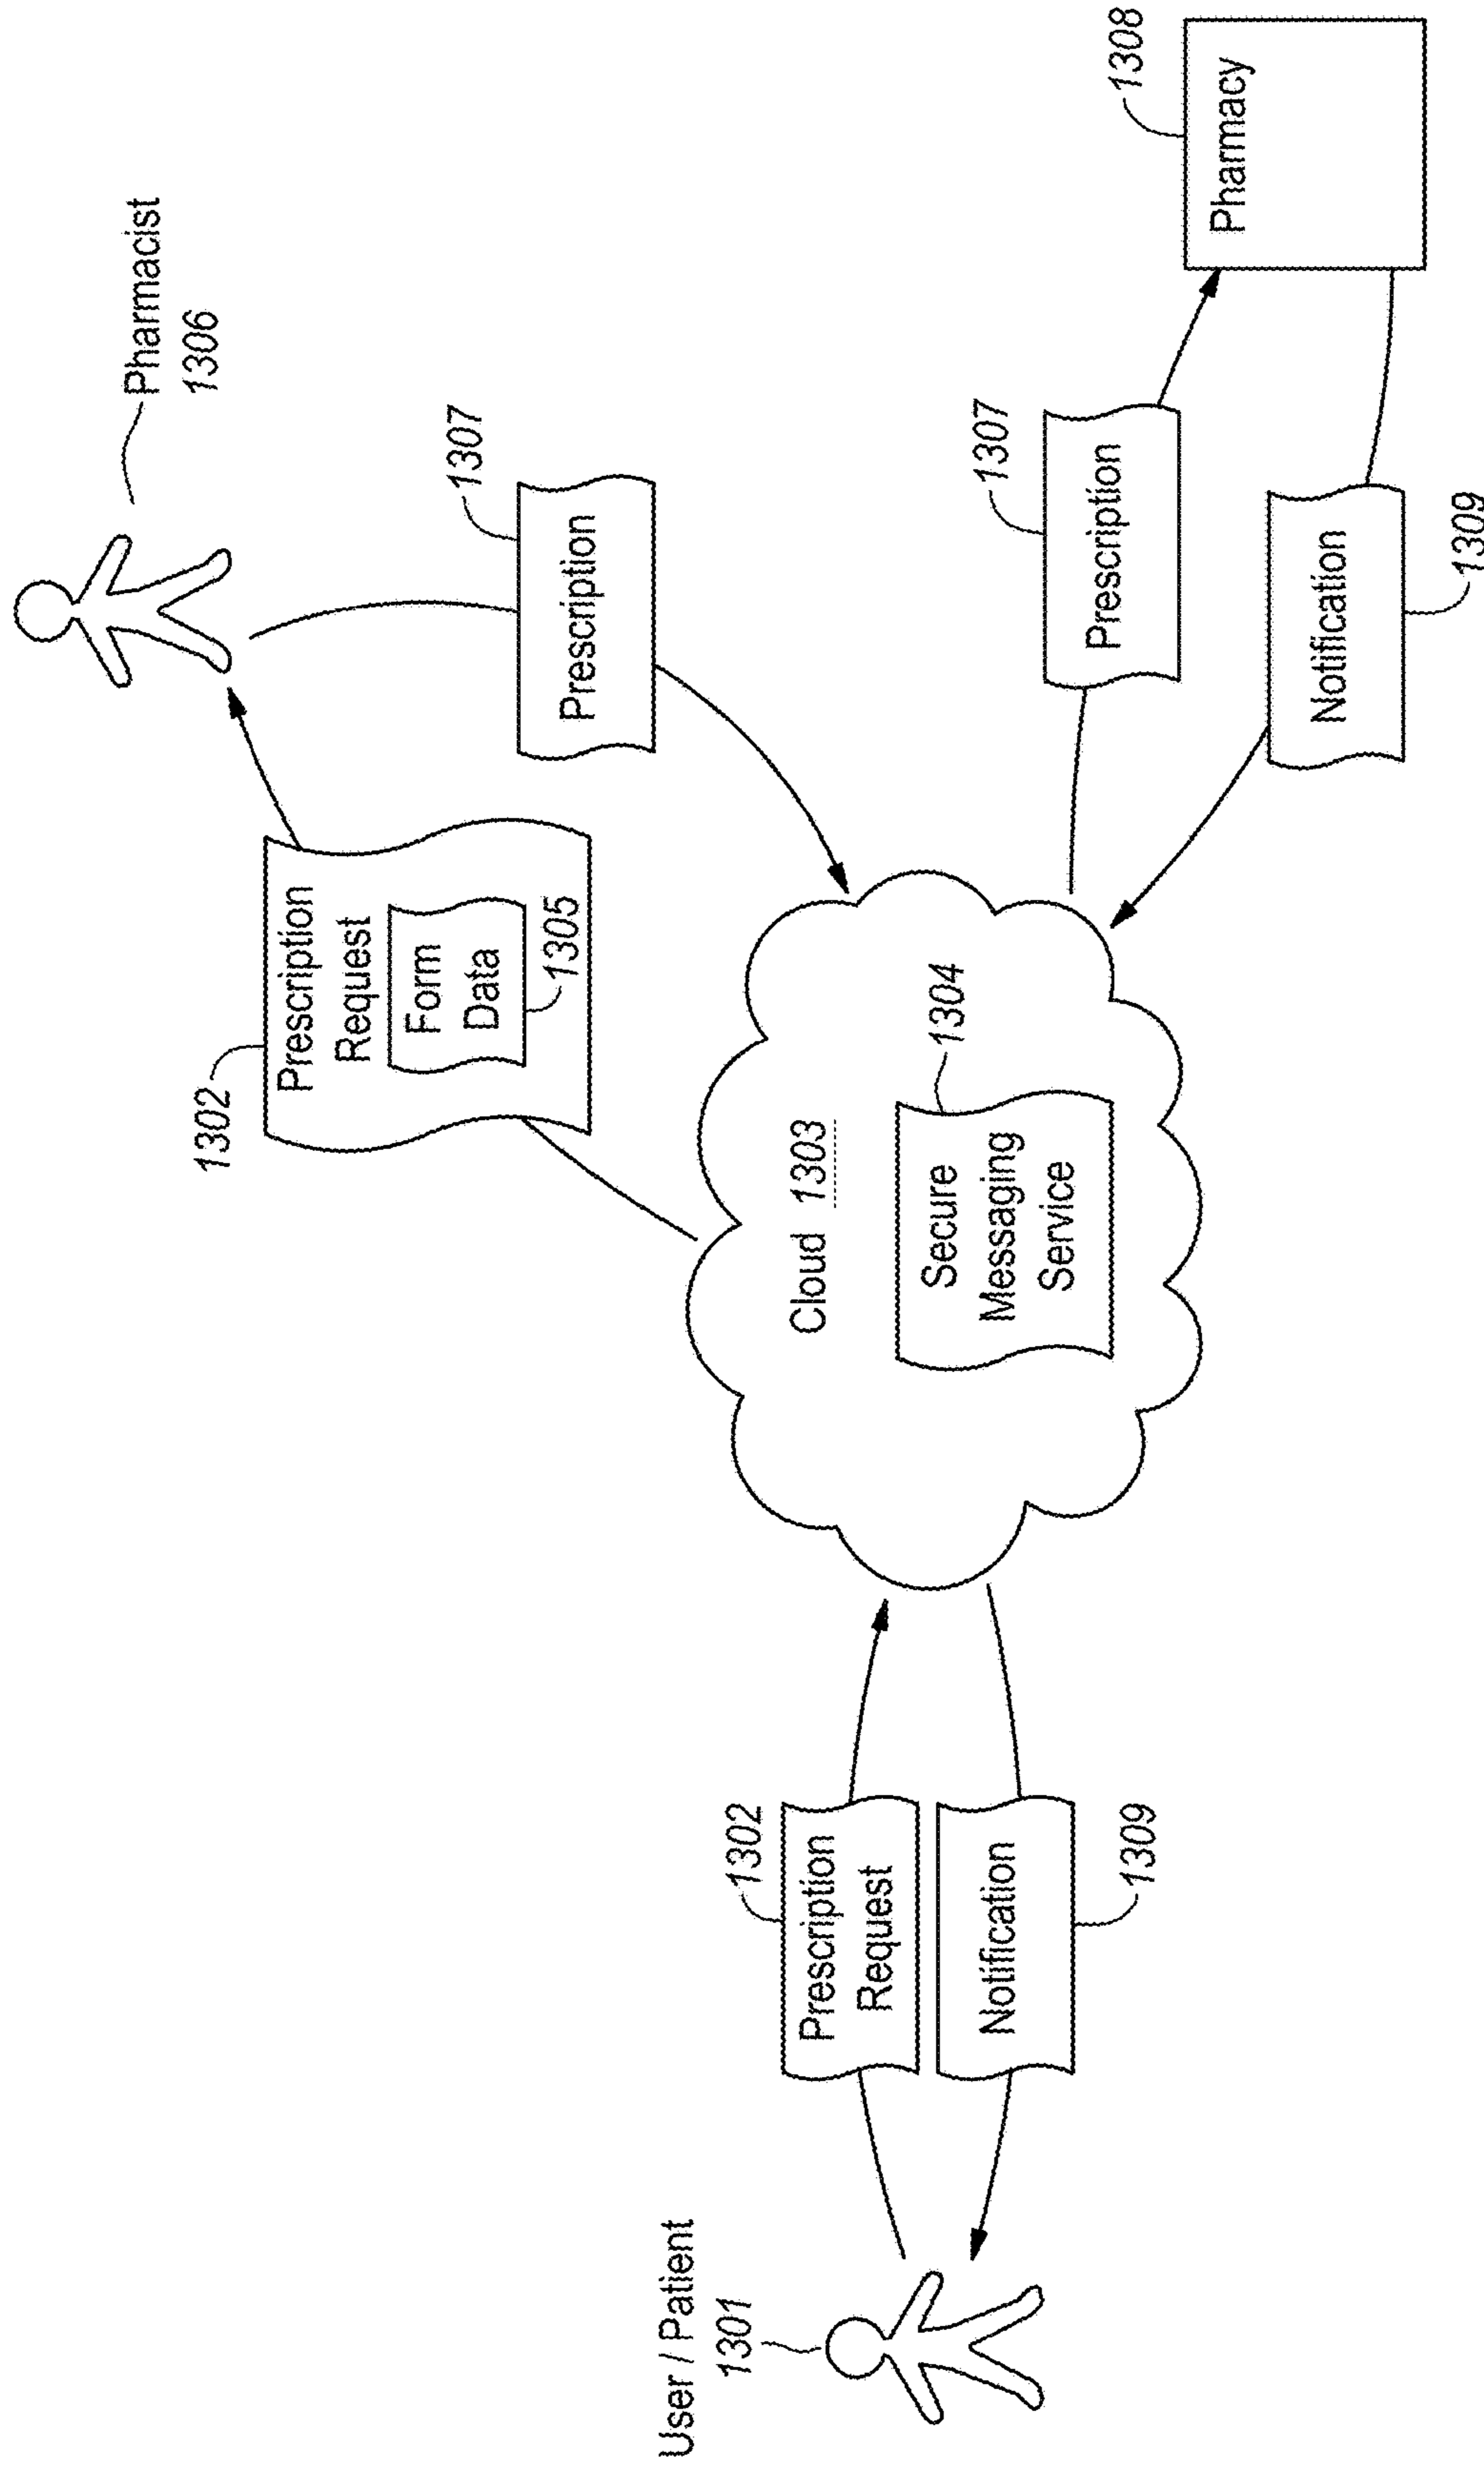 User / Patient
1301
1302
Prescription
Request
Notification
1309
Cloud 1303
Secure
Messaging
Service
1304
1302
Prescription
Request
Form
Data
1305
Pharmacist
1306
Prescription
1307
Prescription
1307
Pharmacy
1308
Notification
1309